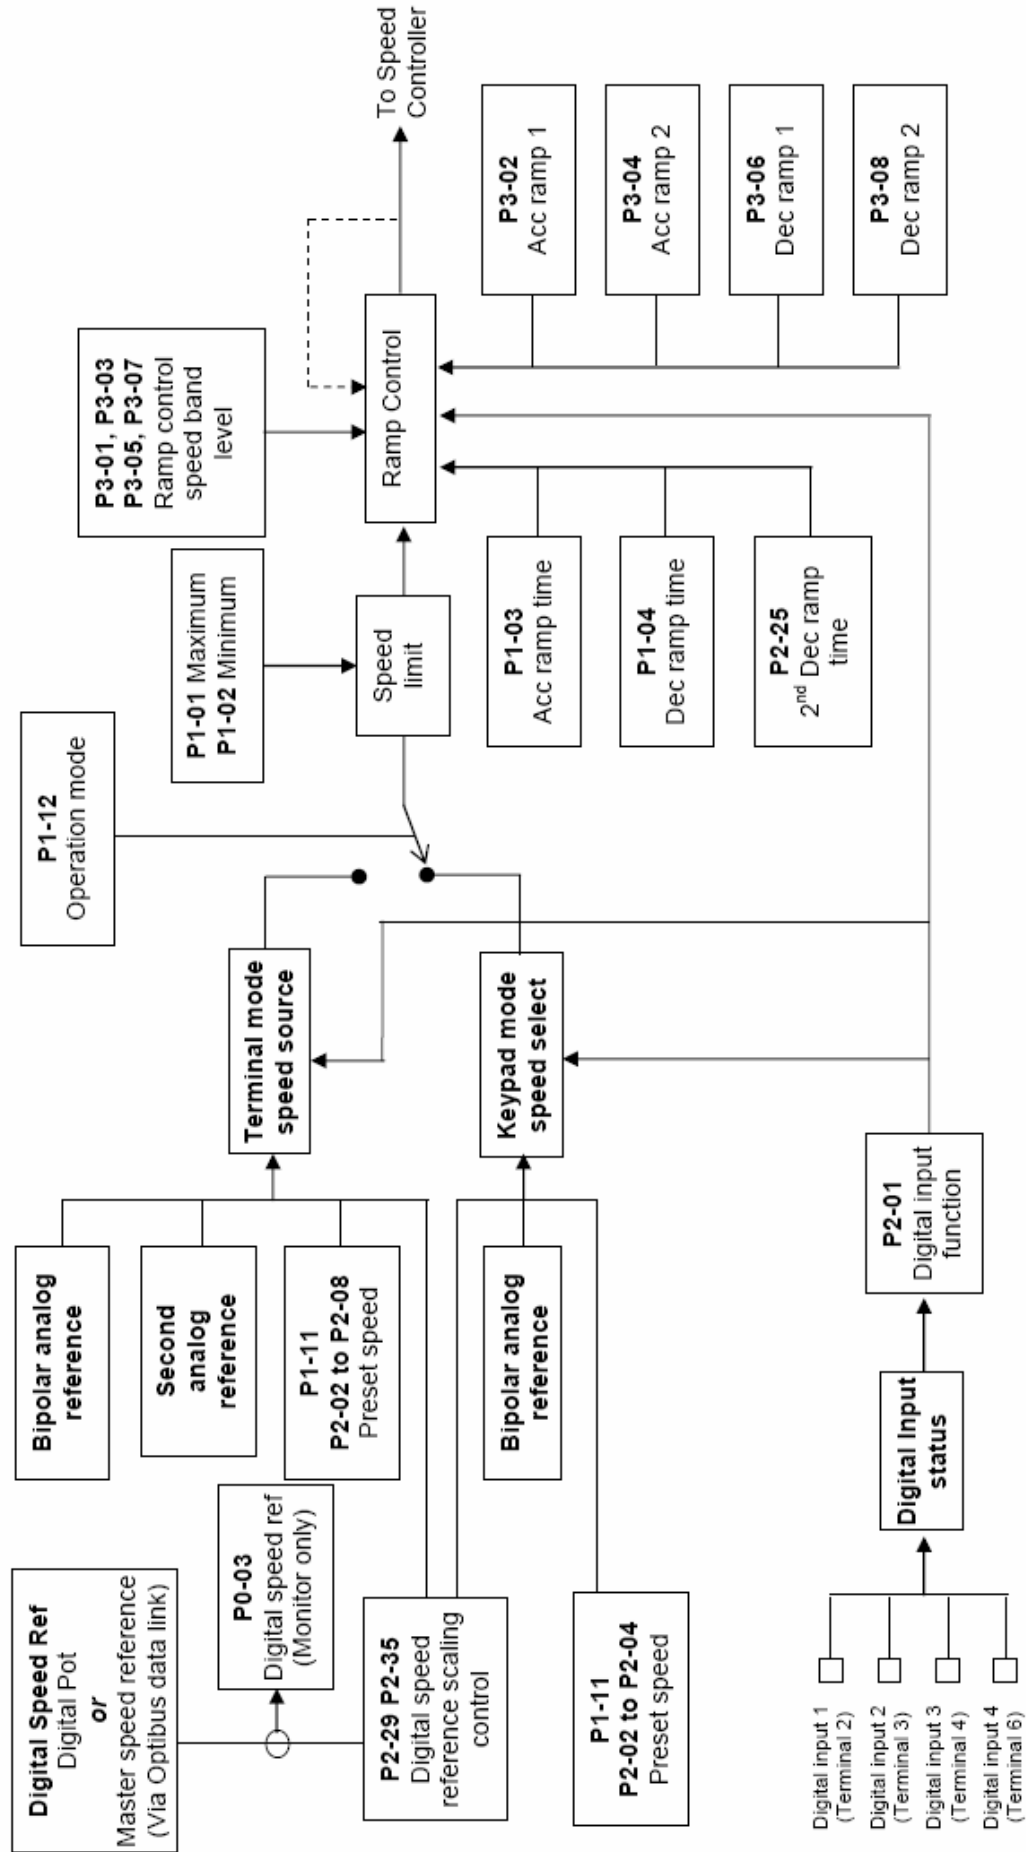 Digital Speed Ref
Digital Pot
or
Master speed reference
(Via Optibus data link)
P0-03
Digital speed ref
(Monitor only)
P2-29 P2-35
Digital speed
reference scaling
control
P1-11
P2-02 to P2-04
Preset speed
Bipolar analog
reference
Second
analog
reference
P1-11
P2-02 to P2-08
Preset speed
Bipolar analog
reference
Terminal mode
speed source
Keypad mode
speed select
P1-12
Operation mode
P1-01 Maximum
P1-02 Minimum
Speed
limit
P3-01, P3-03
P3-05, P3-07
Ramp control
speed band
level
Ramp Control
To Speed
Controller
P1-03
Acc ramp time
P1-04
Dec ramp time
P2-25
2nd Dec ramp
time
P3-02
Acc ramp 1
P3-04
Acc ramp 2
P3-06
Dec ramp 1
P3-08
Dec ramp 2
Digital input 1
(Terminal 2)
Digital input 2
(Terminal 3)
Digital input 3
(Terminal 4)
Digital input 4
(Terminal 6)
Digital Input
status
P2-01
Digital input
function